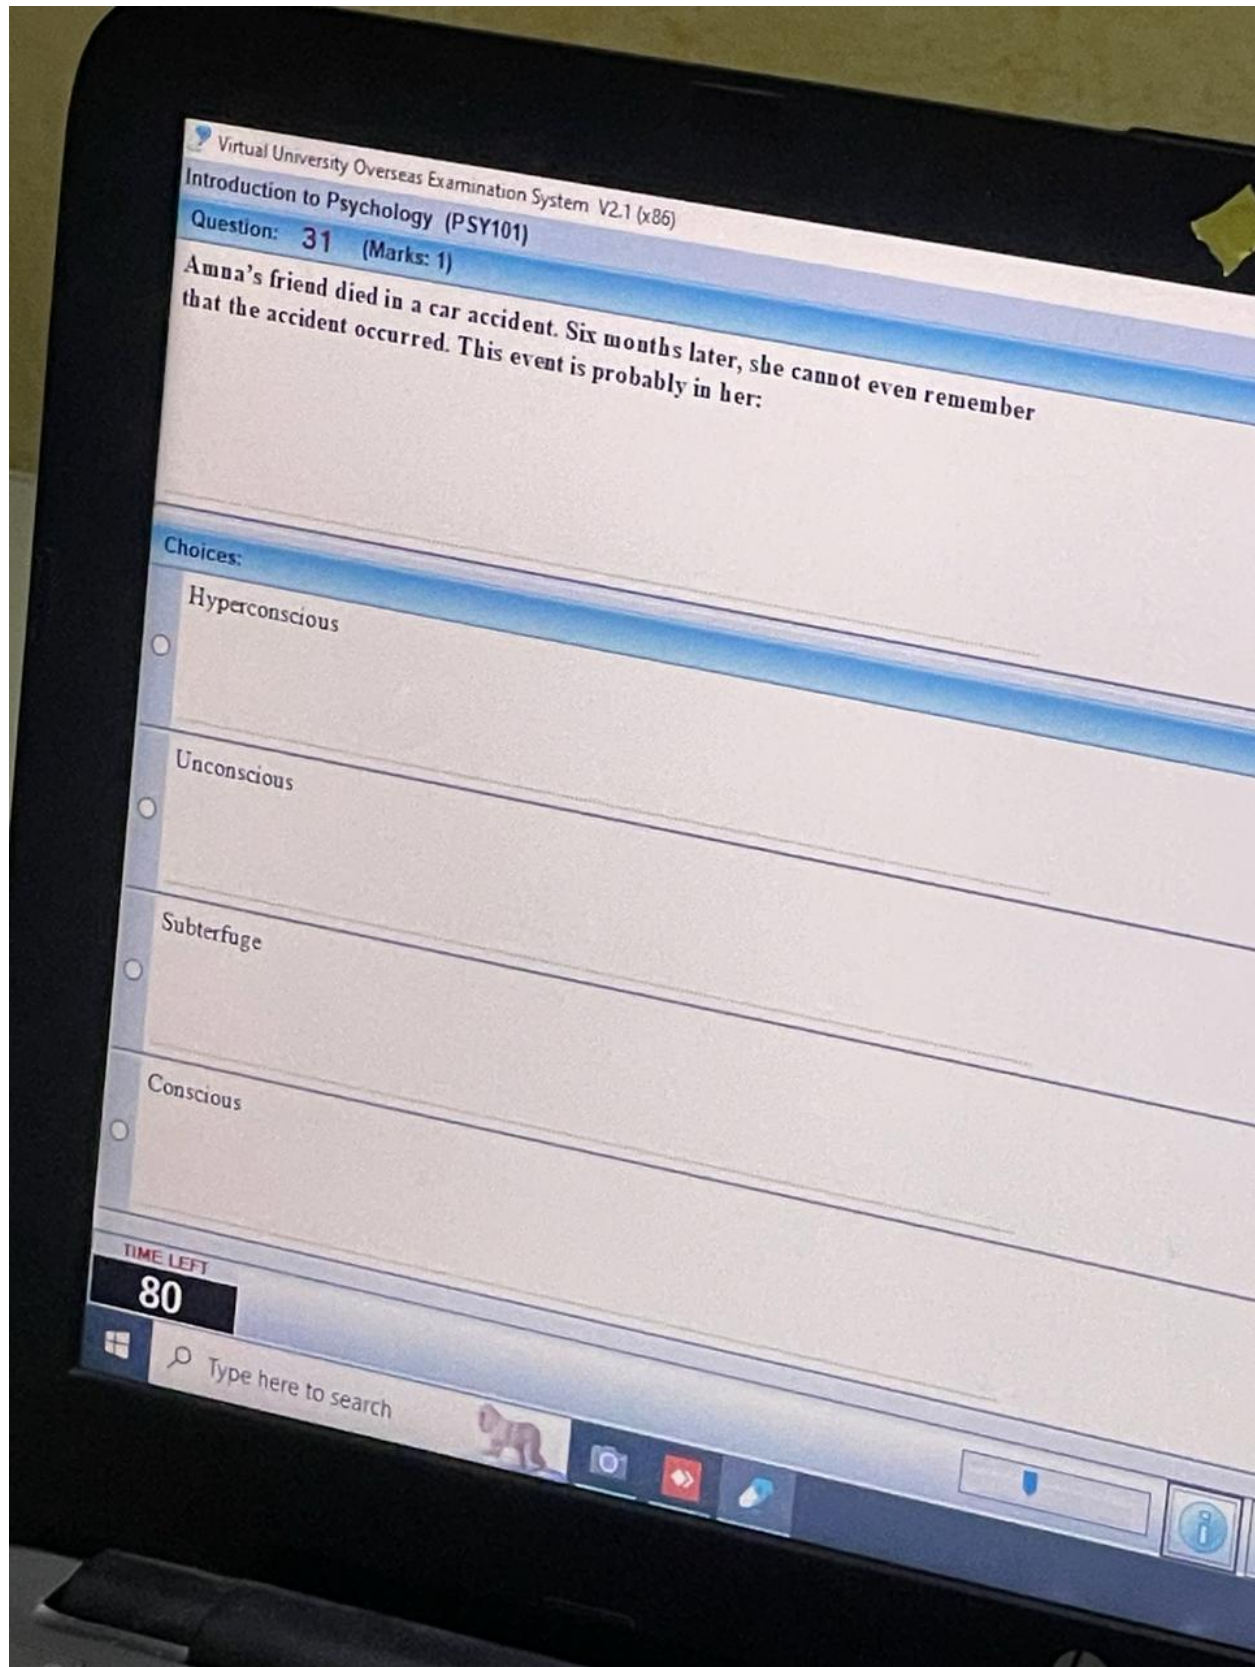 Virtual University Overseas Examination System V2.1 (x86)
Introduction to Psychology (PSY101)
Question: 31 (Marks: 1)
Amna's friend died in a car accident. Six months later, she cannot even remember
that the accident occurred. This event is probably in her:
Choices:
Hyperconscious
Unconscious
Subterfuge
Conscious
TIME LEFT
80
Type here to search